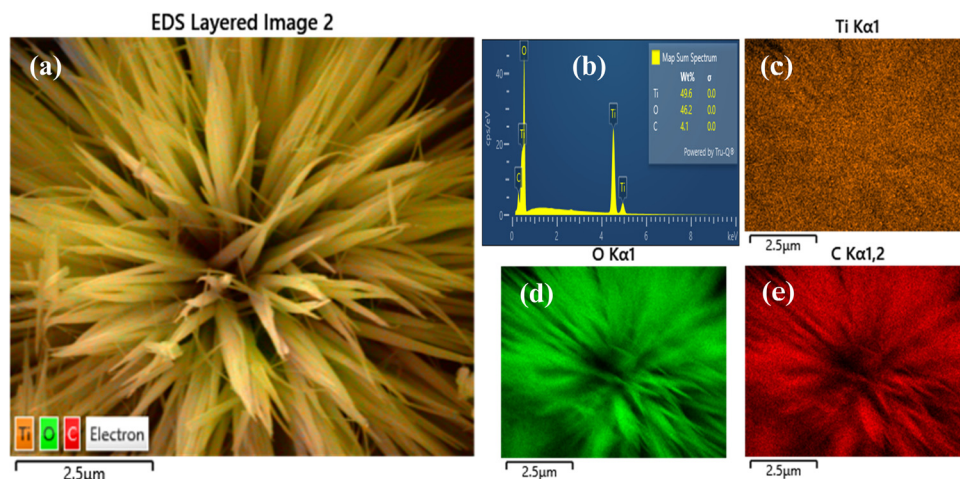 EDS Layered Image 2
(a)
Ti O C Electron
2.5µm
(b)
Map Sum Spectrum
Wt% σ
Ti 49.6 0.0
O 46.2 0.0
C 4.1 0.0
Powered by Tru-Q®
cps/eV
40
20
0
O
Ti
C
Ti
Ti
0 2 4 6 8 keV
Ti Kα1
(c)
2.5µm
O Kα1
(d)
2.5µm
C Kα1,2
(e)
2.5µm